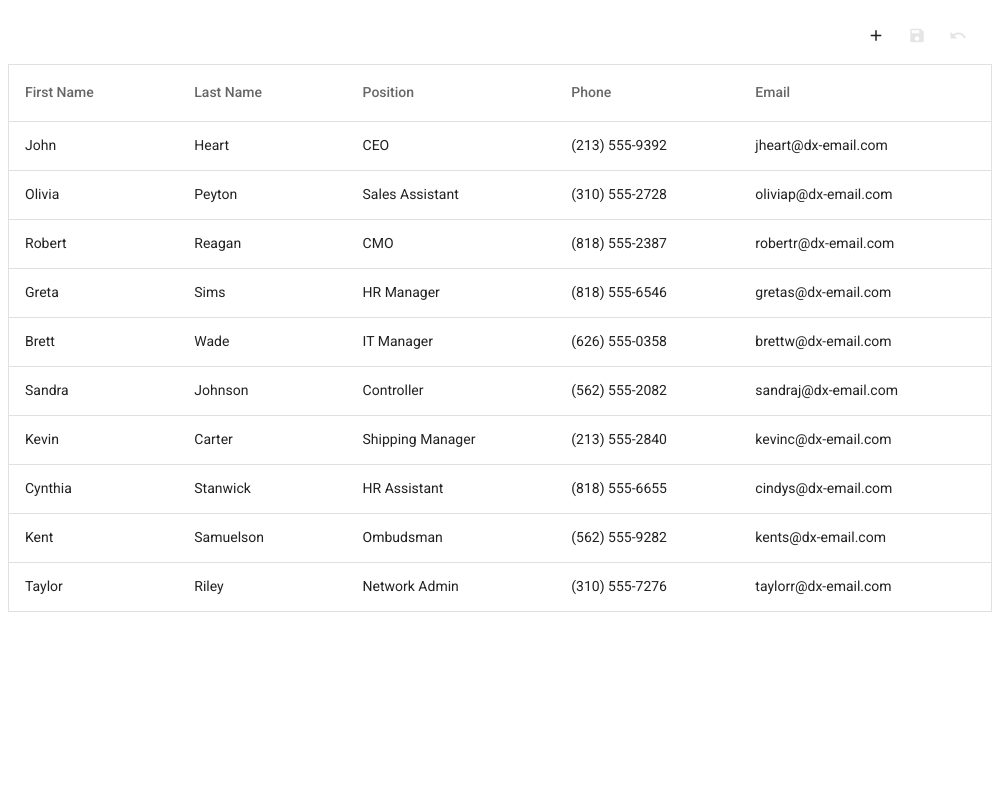 First Name Last Name Position Phone Email
John Heart CEO (213) 555-9392 jheart@dx-email.com
Olivia Peyton Sales Assistant (310) 555-2728 oliviap@dx-email.com
Robert Reagan CMO (818) 555-2387 robertr@dx-email.com
Greta Sims HR Manager (818) 555-6546 gretas@dx-email.com
Brett Wade IT Manager (626) 555-0358 brettw@dx-email.com
Sandra Johnson Controller (562) 555-2082 sandraj@dx-email.com
Kevin Carter Shipping Manager (213) 555-2840 kevinc@dx-email.com
Cynthia Stanwick HR Assistant (818) 555-6655 cindys@dx-email.com
Kent Samuelson Ombudsman (562) 555-9282 kents@dx-email.com
Taylor Riley Network Admin (310) 555-7276 taylorr@dx-email.com